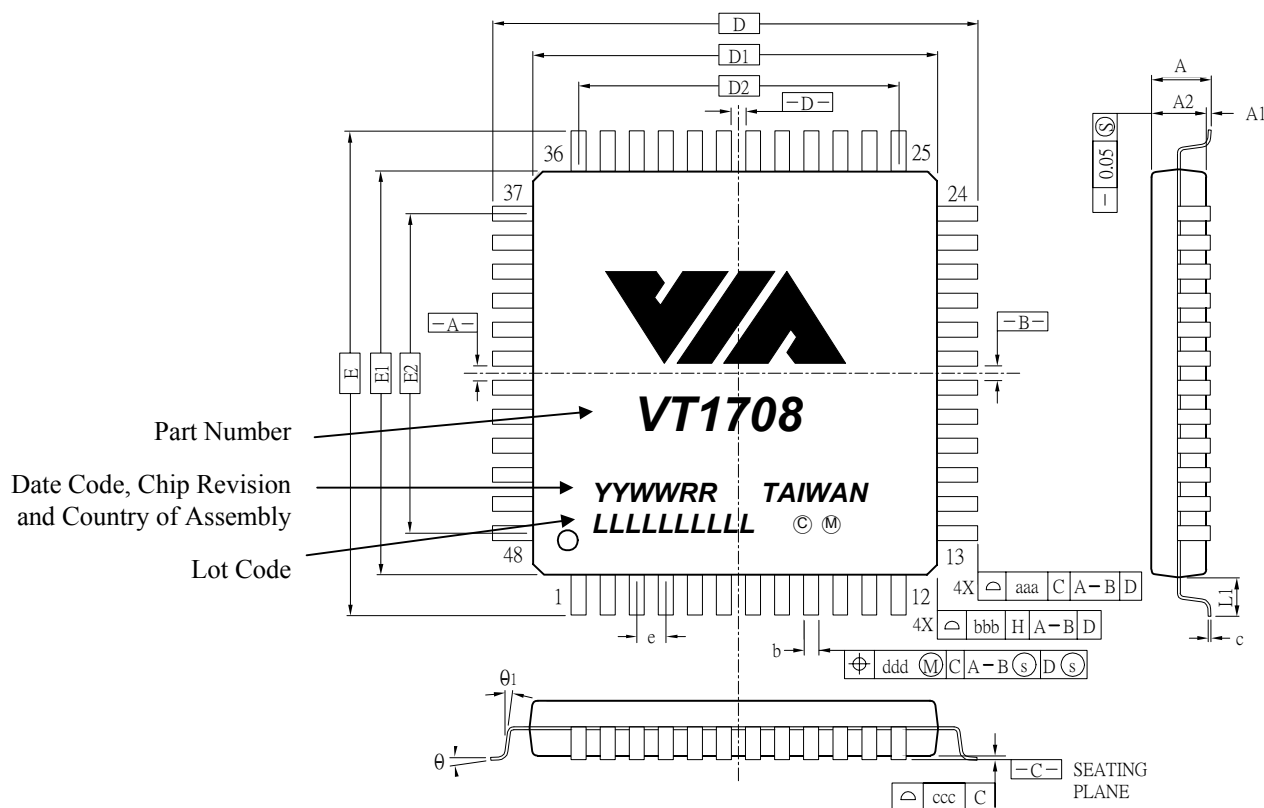 D
D1
D2
-D-
A
A2
A1
- 0.05 Ⓢ
36
25
37
24
VIA
-A-
-B-
E
E1
E2
VT1708
Part Number
Date Code, Chip Revision
and Country of Assembly
YYWWRR TAIWAN
LLLLLLLLLL Ⓒ Ⓜ
Lot Code
48
13
4X aaa C A-B D
1
12
4X bbb H A-B D
L1
c
e
b
ddd Ⓜ C A-B ⓢ D ⓢ
θ1
θ
-C- SEATING
PLANE
ccc C